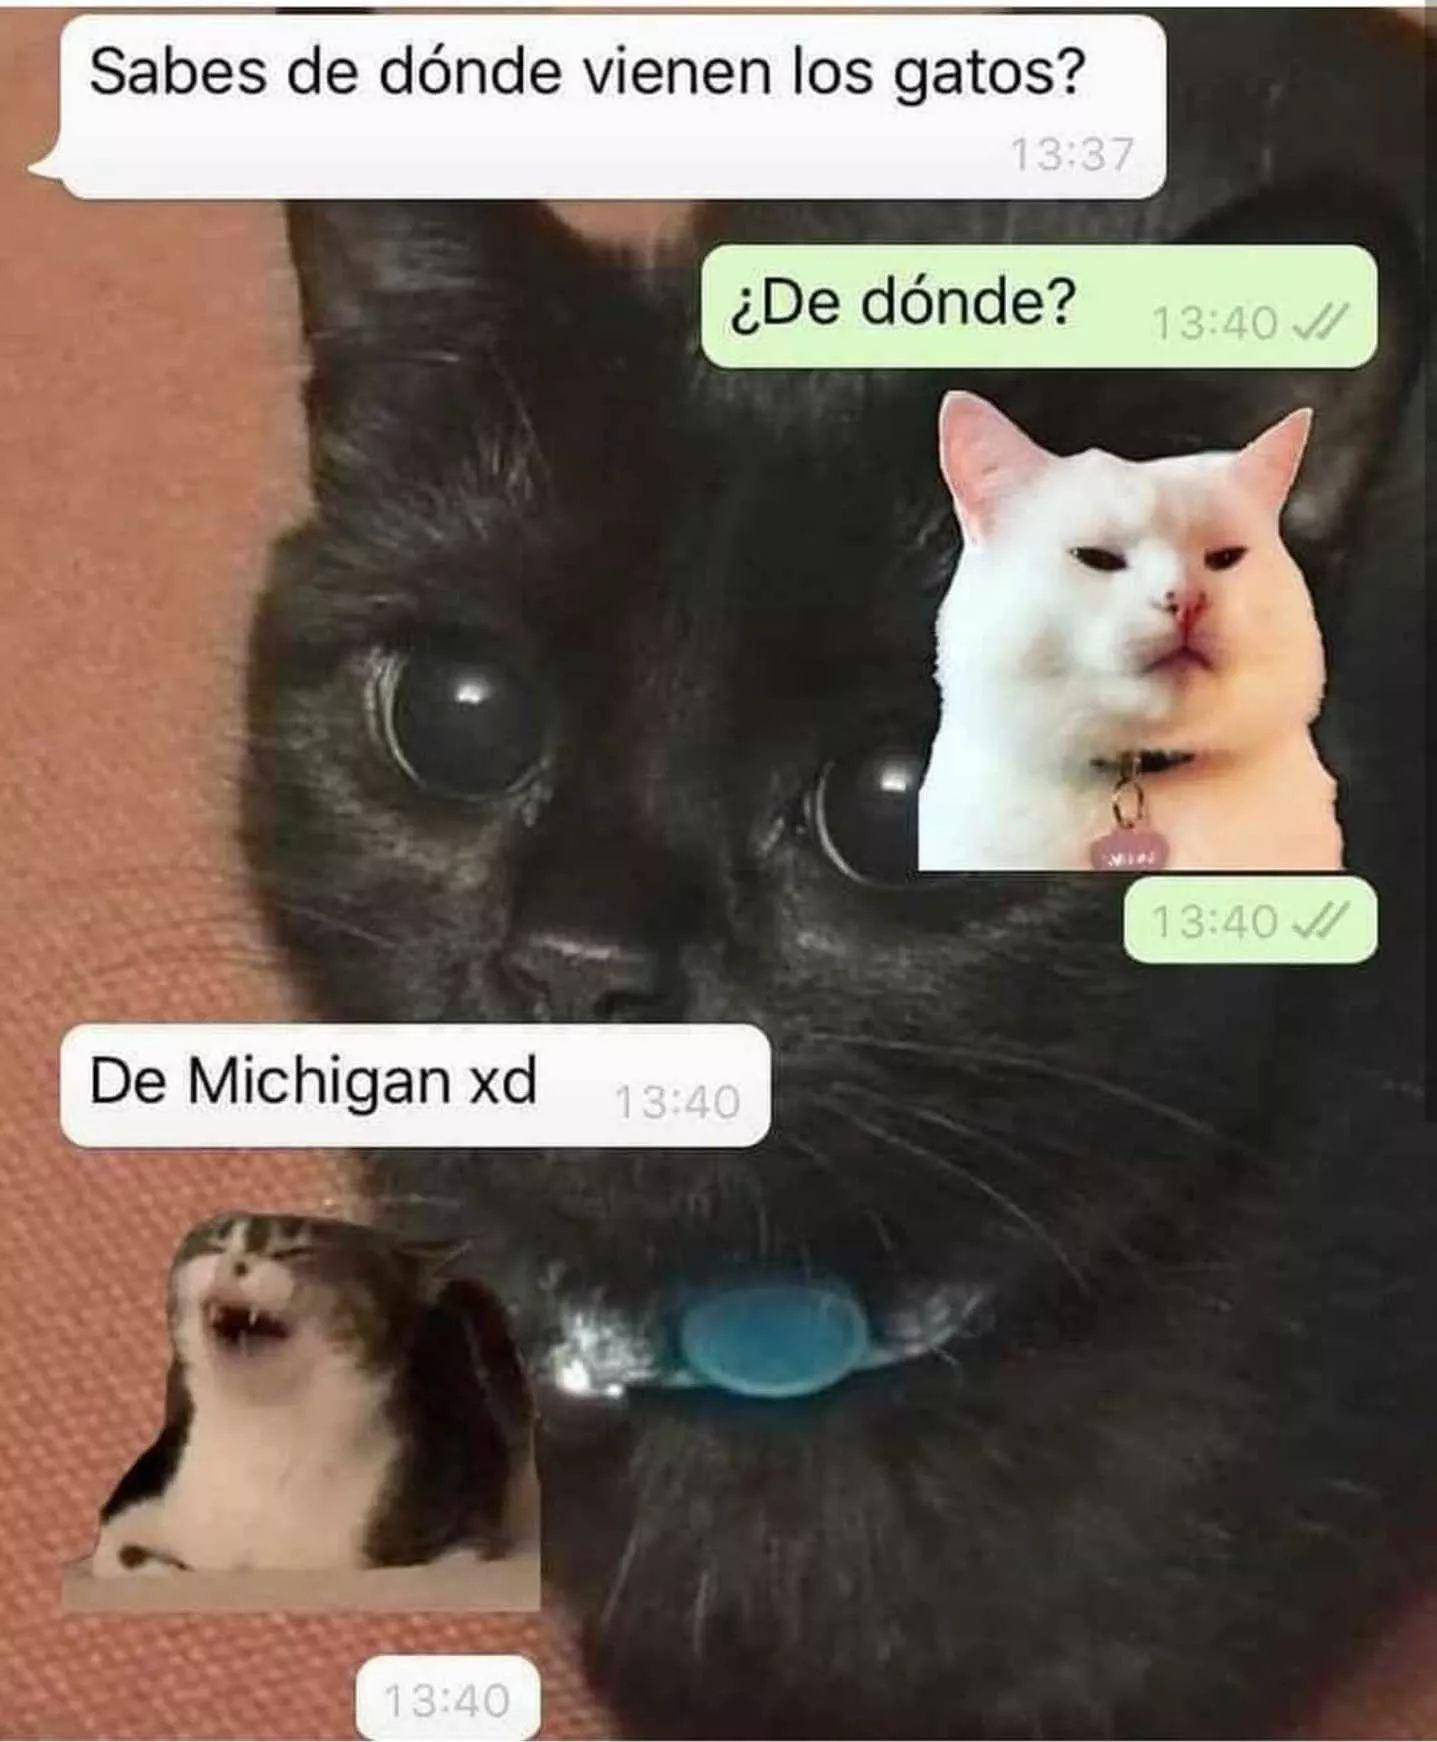 Sabes de dónde vienen los gatos?
13:37
¿De dónde? 13:40
13:40
De Michigan xd 13:40
13:40